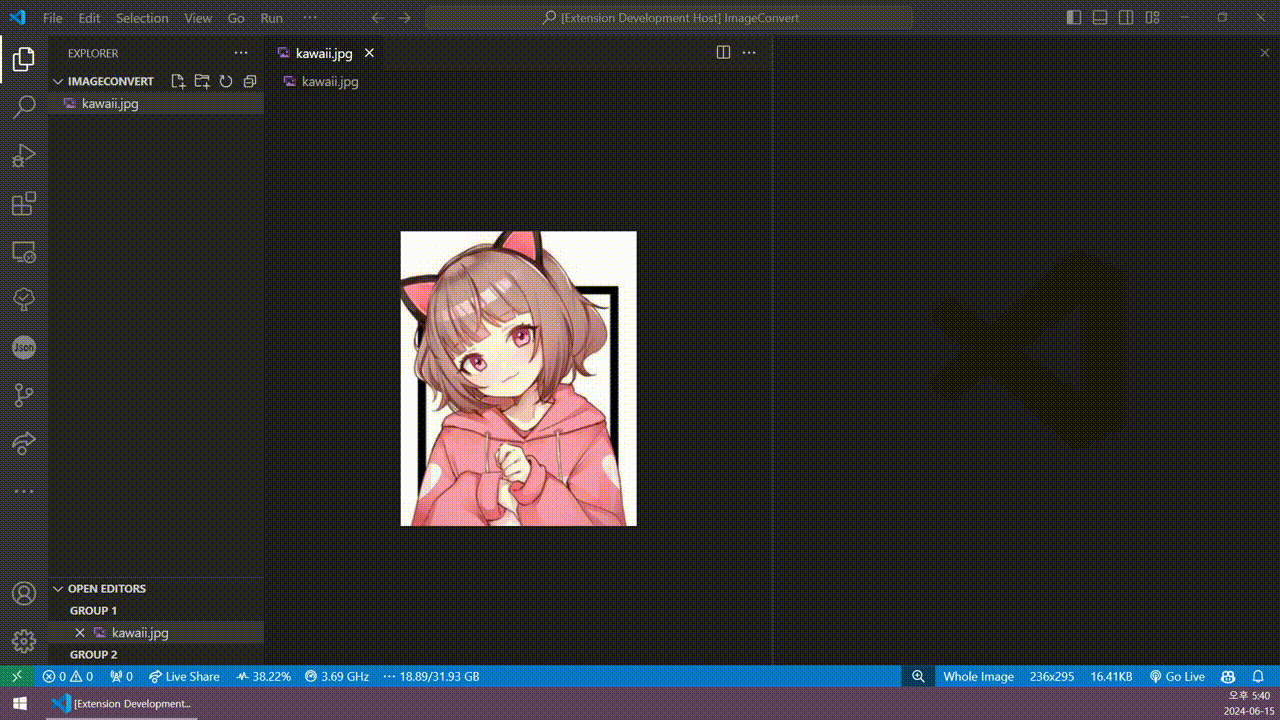 File Edit Selection View Go Run ··· [Extension Development Host] ImageConvert
EXPLORER
IMAGECONVERT
kawaii.jpg
kawaii.jpg
kawaii.jpg
Json
OPEN EDITORS
GROUP 1
kawaii.jpg
GROUP 2
0 0 0 Live Share 38.22% 3.69 GHz ··· 18.89/31.93 GB Whole Image 236x295 16.41KB Go Live
[Extension Development...
오후 5:40
2024-06-15